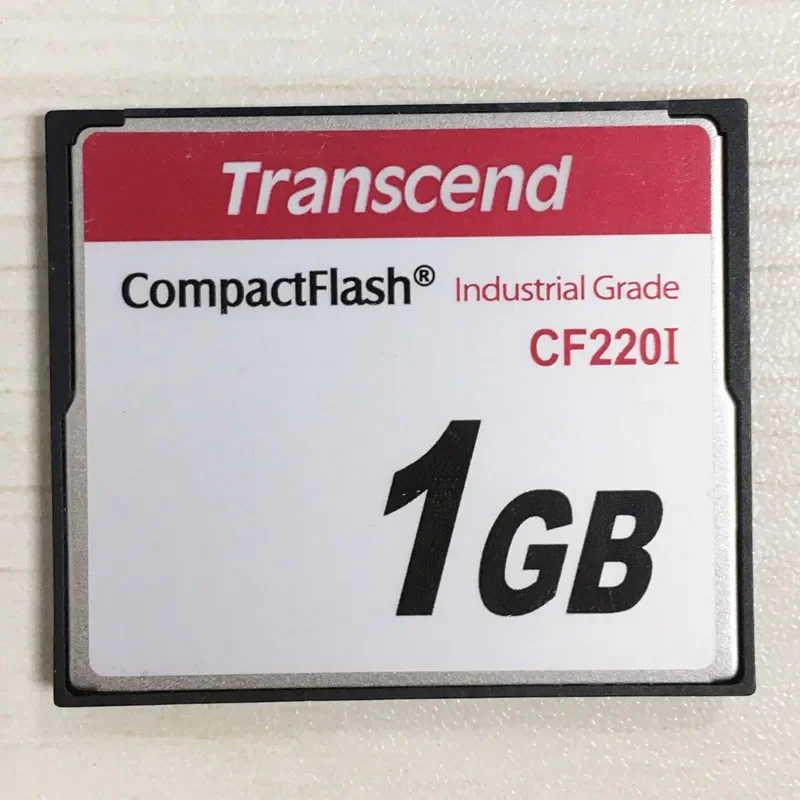 Transcend
CompactFlash® Industrial Grade
CF220I
1GB